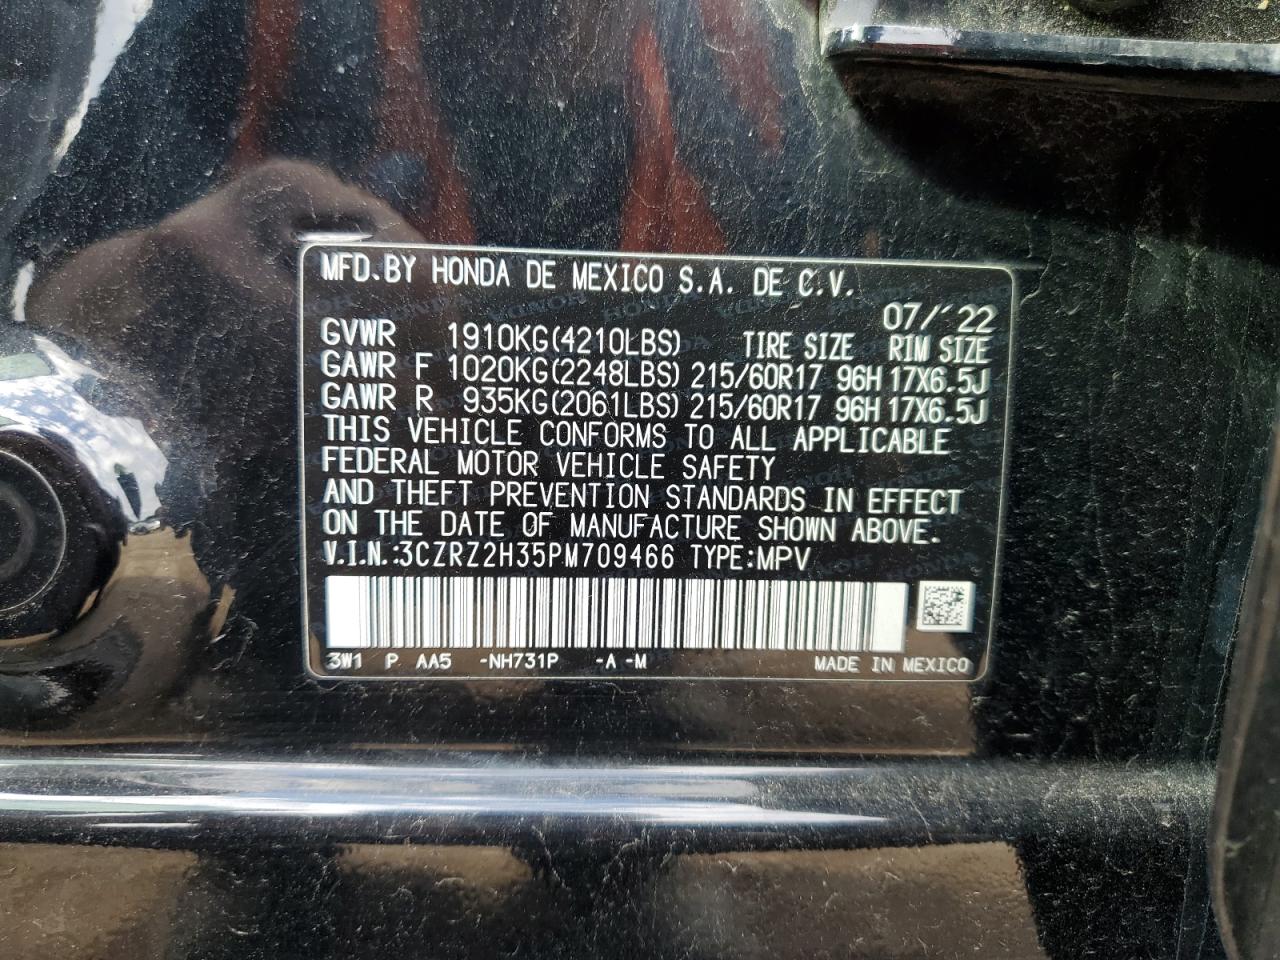 MFD.BY HONDA DE MEXICO S.A. DE C.V.
07/´22
GVWR 1910KG(4210LBS) TIRE SIZE RIM SIZE
GAWR F 1020KG(2248LBS) 215/60R17 96H 17X6.5J
GAWR R 935KG(2061LBS) 215/60R17 96H 17X6.5J
THIS VEHICLE CONFORMS TO ALL APPLICABLE
FEDERAL MOTOR VEHICLE SAFETY
AND THEFT PREVENTION STANDARDS IN EFFECT
ON THE DATE OF MANUFACTURE SHOWN ABOVE.
V.I.N.:3CZRZ2H35PM709466 TYPE:MPV
3W1 P AA5 -NH731P -A -M MADE IN MEXICO